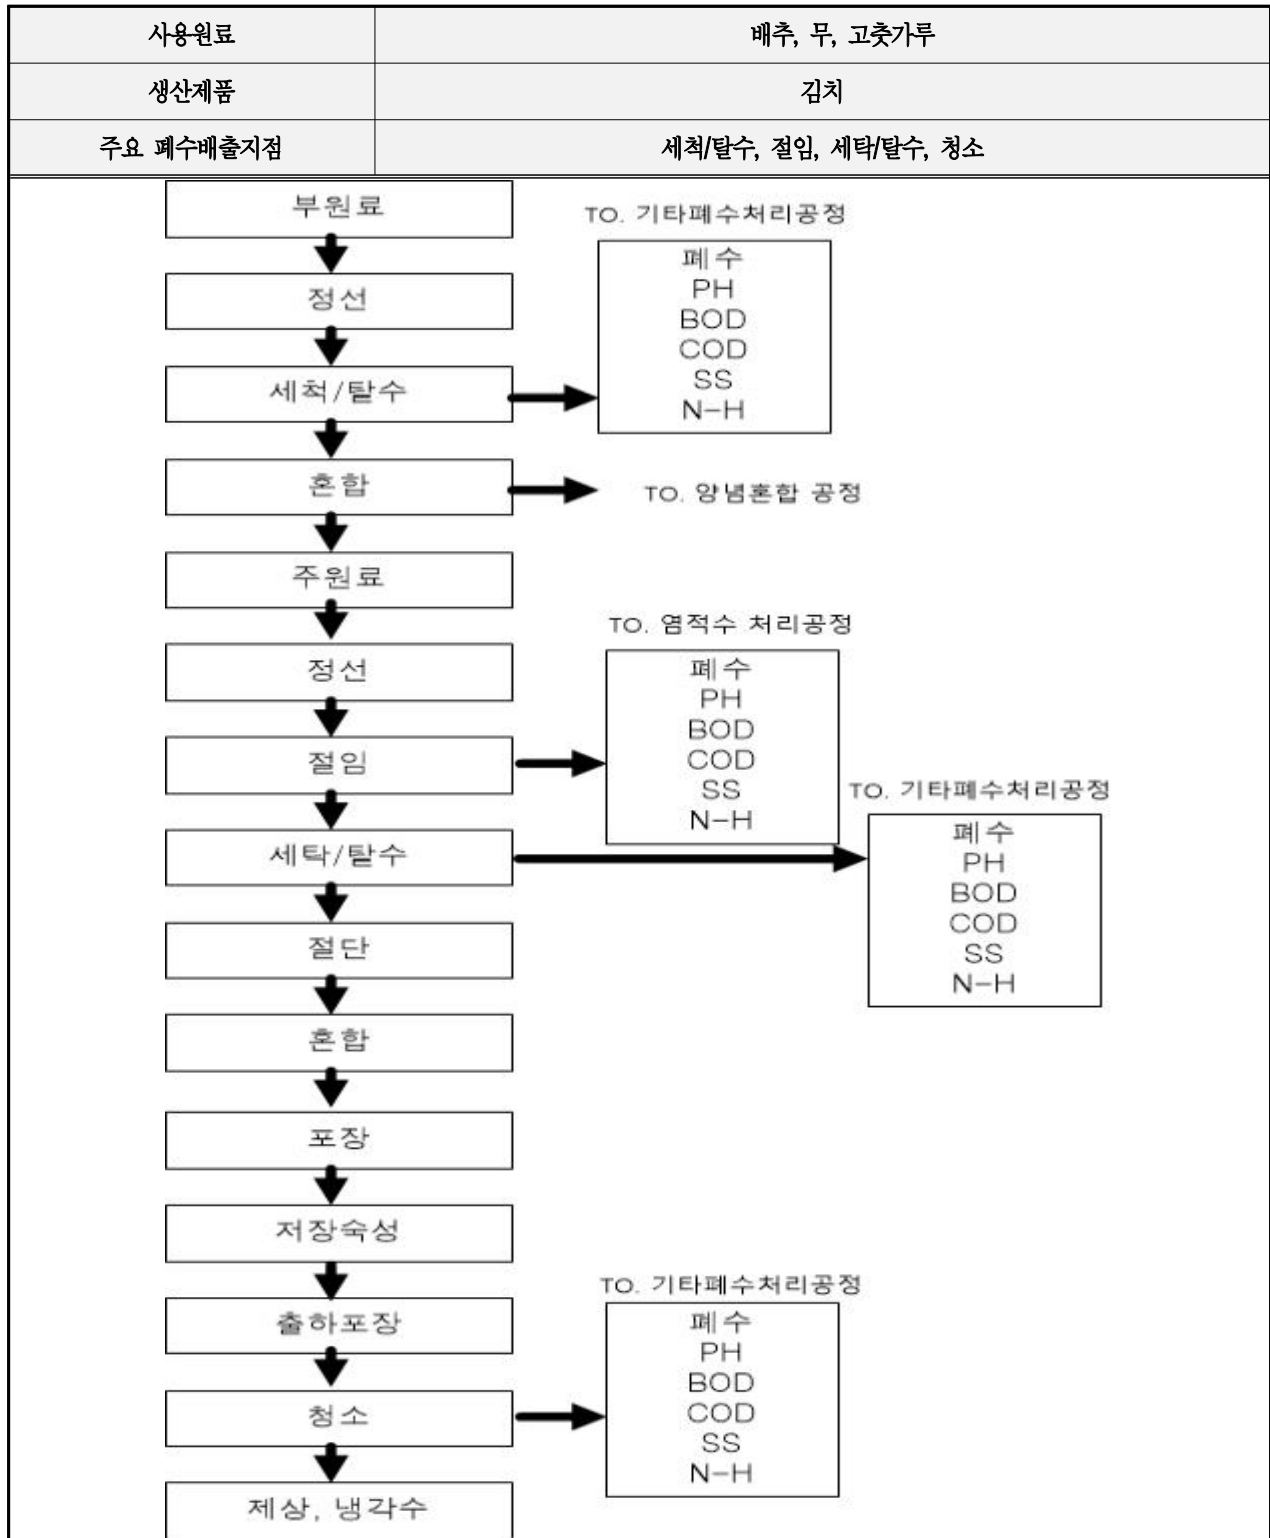 사용원료 배추, 무, 고춧가루
생산제품 김치
주요 폐수배출지점 세척/탈수, 절임, 세탁/탈수, 청소
부원료
TO. 기타폐수처리공정
폐수
PH
BOD
COD
SS
N-H
정선
세척/탈수
혼합
TO. 양념혼합 공정
주원료
정선
TO. 염적수 처리공정
폐수
PH
BOD
COD
SS
N-H
절임
세탁/탈수
TO. 기타폐수처리공정
폐수
PH
BOD
COD
SS
N-H
절단
혼합
포장
저장숙성
출하포장
TO. 기타폐수처리공정
폐수
PH
BOD
COD
SS
N-H
청소
제상, 냉각수